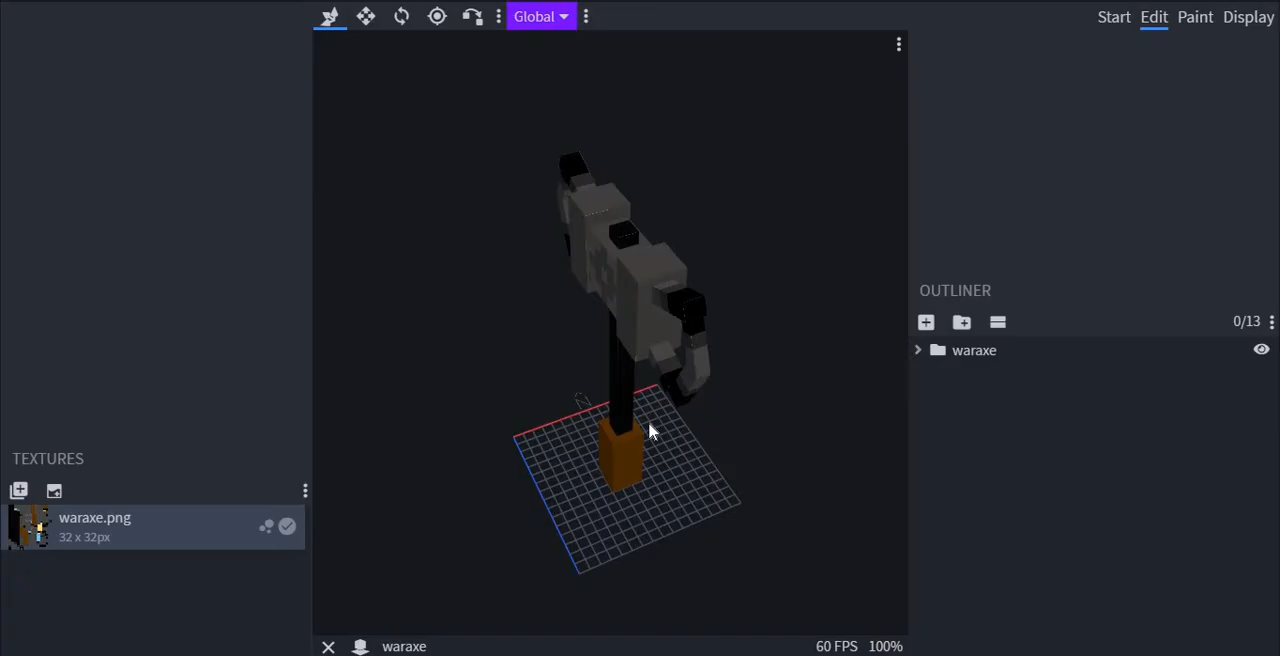 Global
Start Edit Paint Display
OUTLINER
0/13
waraxe
TEXTURES
waraxe.png
32 x 32px
N
waraxe
60 FPS 100%